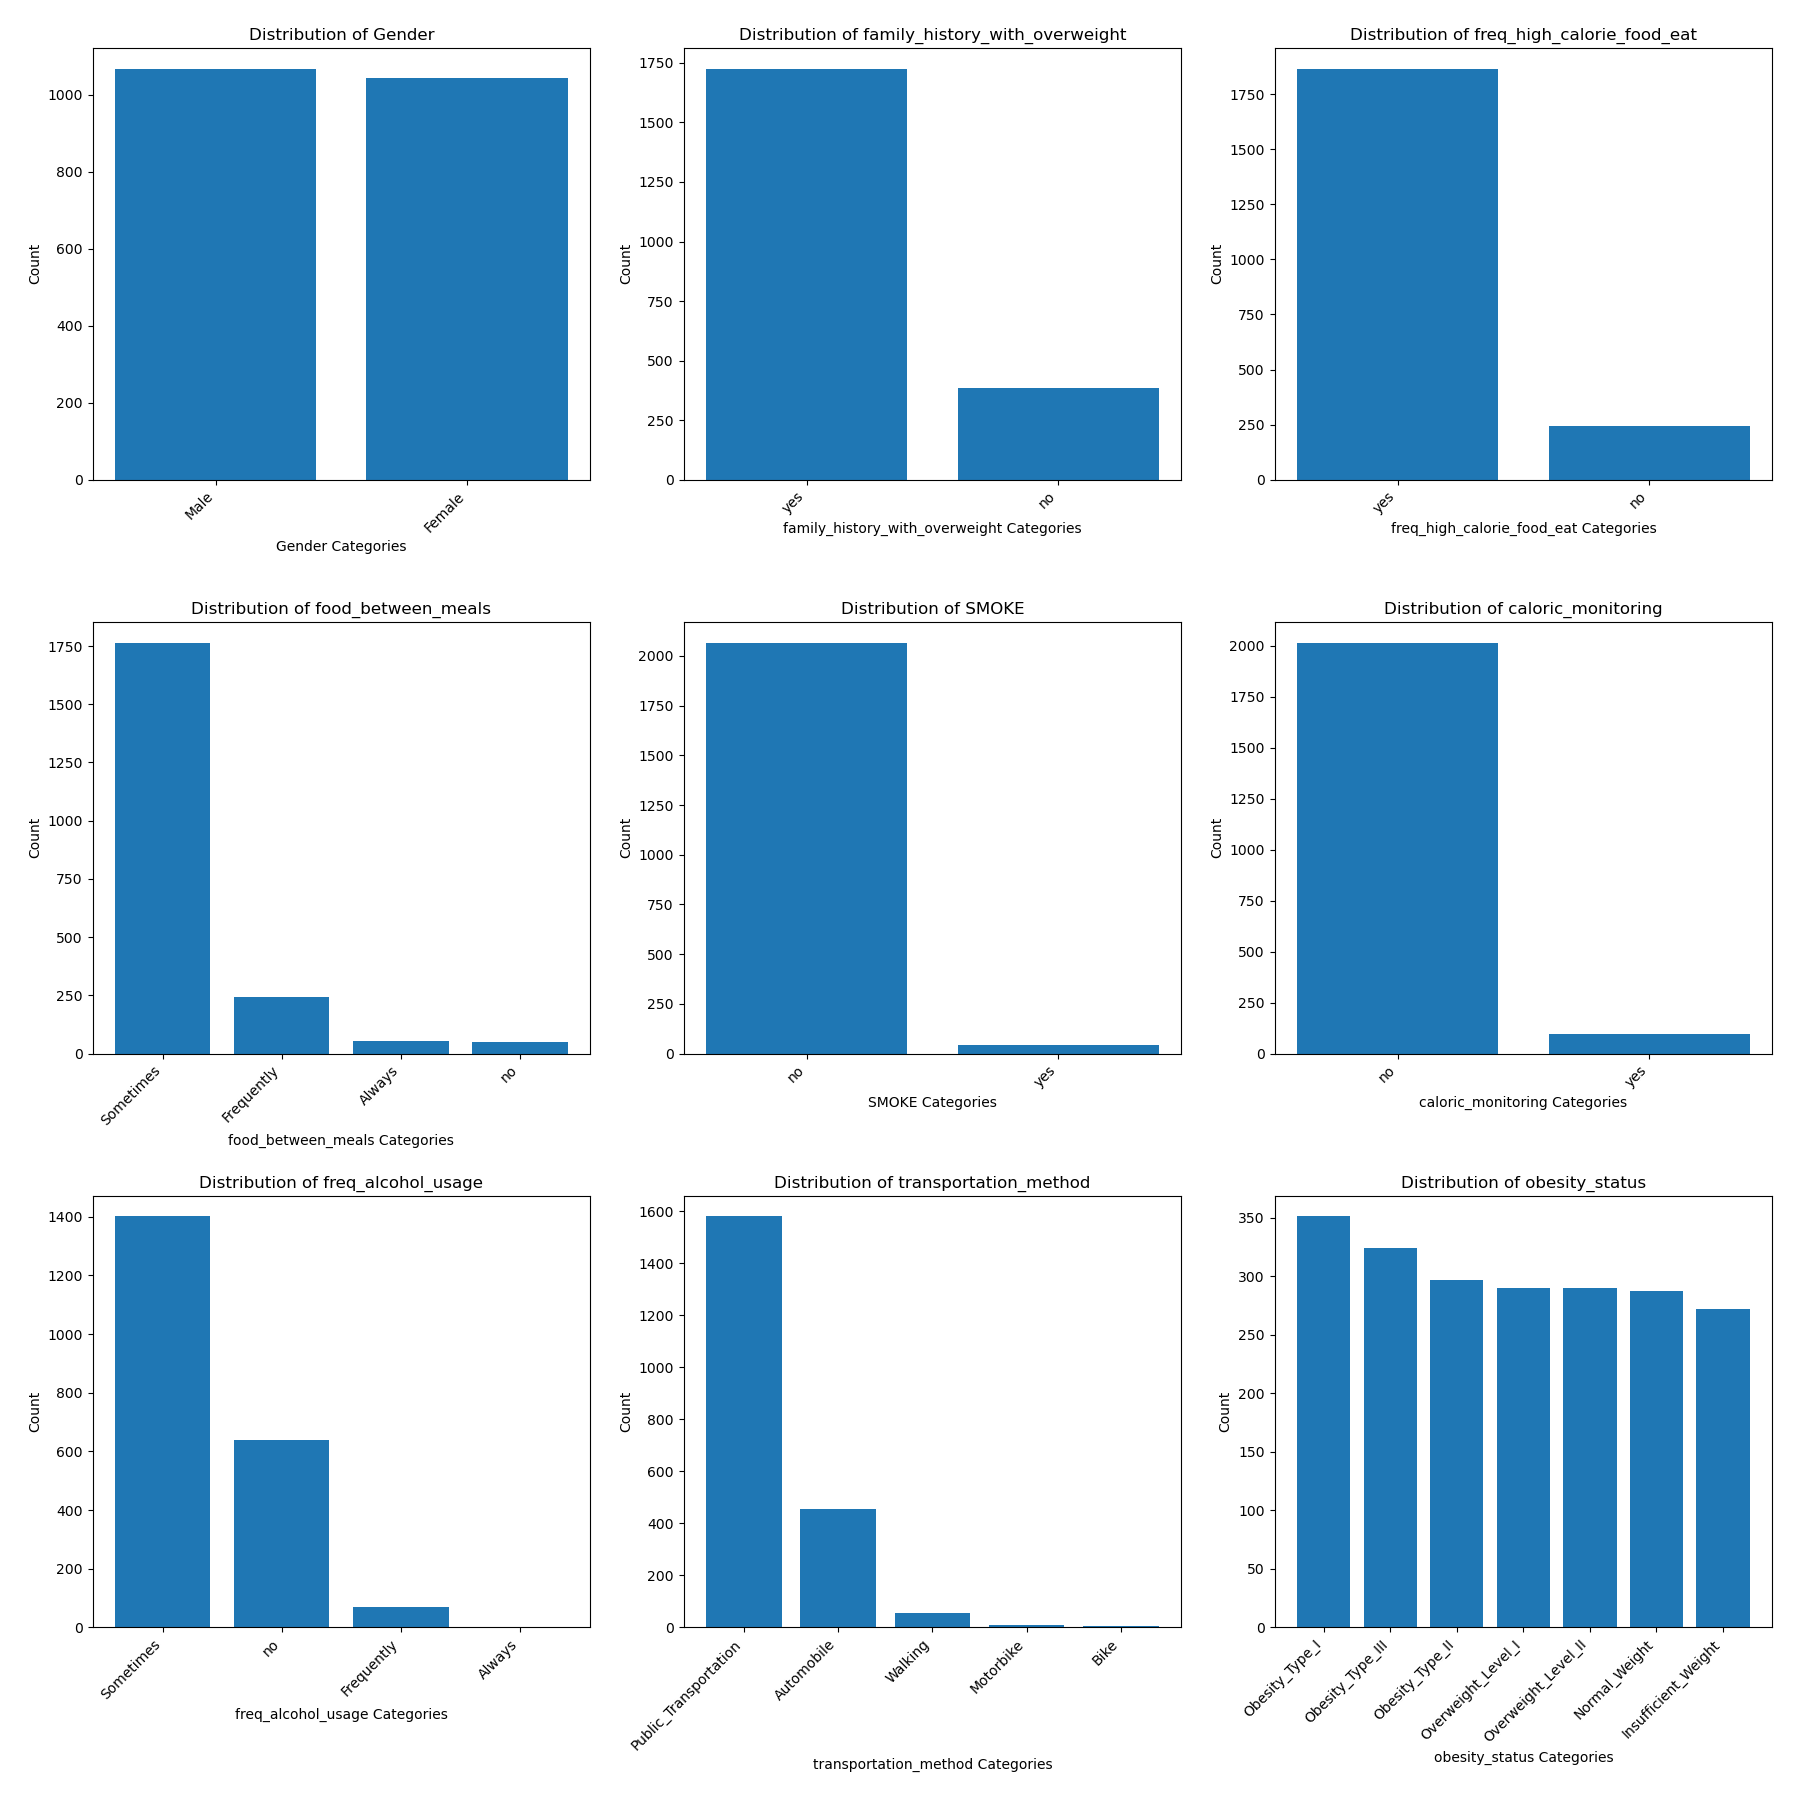 Distribution of Gender
Count
1000
800
600
400
200
0
Male
Female
Gender Categories
Distribution of family_history_with_overweight
Count
1750
1500
1250
1000
750
500
250
0
yes
no
family_history_with_overweight Categories
Distribution of freq_high_calorie_food_eat
Count
1750
1500
1250
1000
750
500
250
0
yes
no
freq_high_calorie_food_eat Categories
Distribution of food_between_meals
Count
1750
1500
1250
1000
750
500
250
0
Sometimes
Frequently
Always
no
food_between_meals Categories
Distribution of SMOKE
Count
2000
1750
1500
1250
1000
750
500
250
0
no
yes
SMOKE Categories
Distribution of caloric_monitoring
Count
2000
1750
1500
1250
1000
750
500
250
0
no
yes
caloric_monitoring Categories
Distribution of freq_alcohol_usage
Count
1400
1200
1000
800
600
400
200
0
Sometimes
no
Frequently
Always
freq_alcohol_usage Categories
Distribution of transportation_method
Count
1600
1400
1200
1000
800
600
400
200
0
Public_Transportation
Automobile
Walking
Motorbike
Bike
transportation_method Categories
Distribution of obesity_status
Count
350
300
250
200
150
100
50
0
Obesity_Type_I
Obesity_Type_III
Obesity_Type_II
Overweight_Level_I
Overweight_Level_II
Normal_Weight
Insufficient_Weight
obesity_status Categories